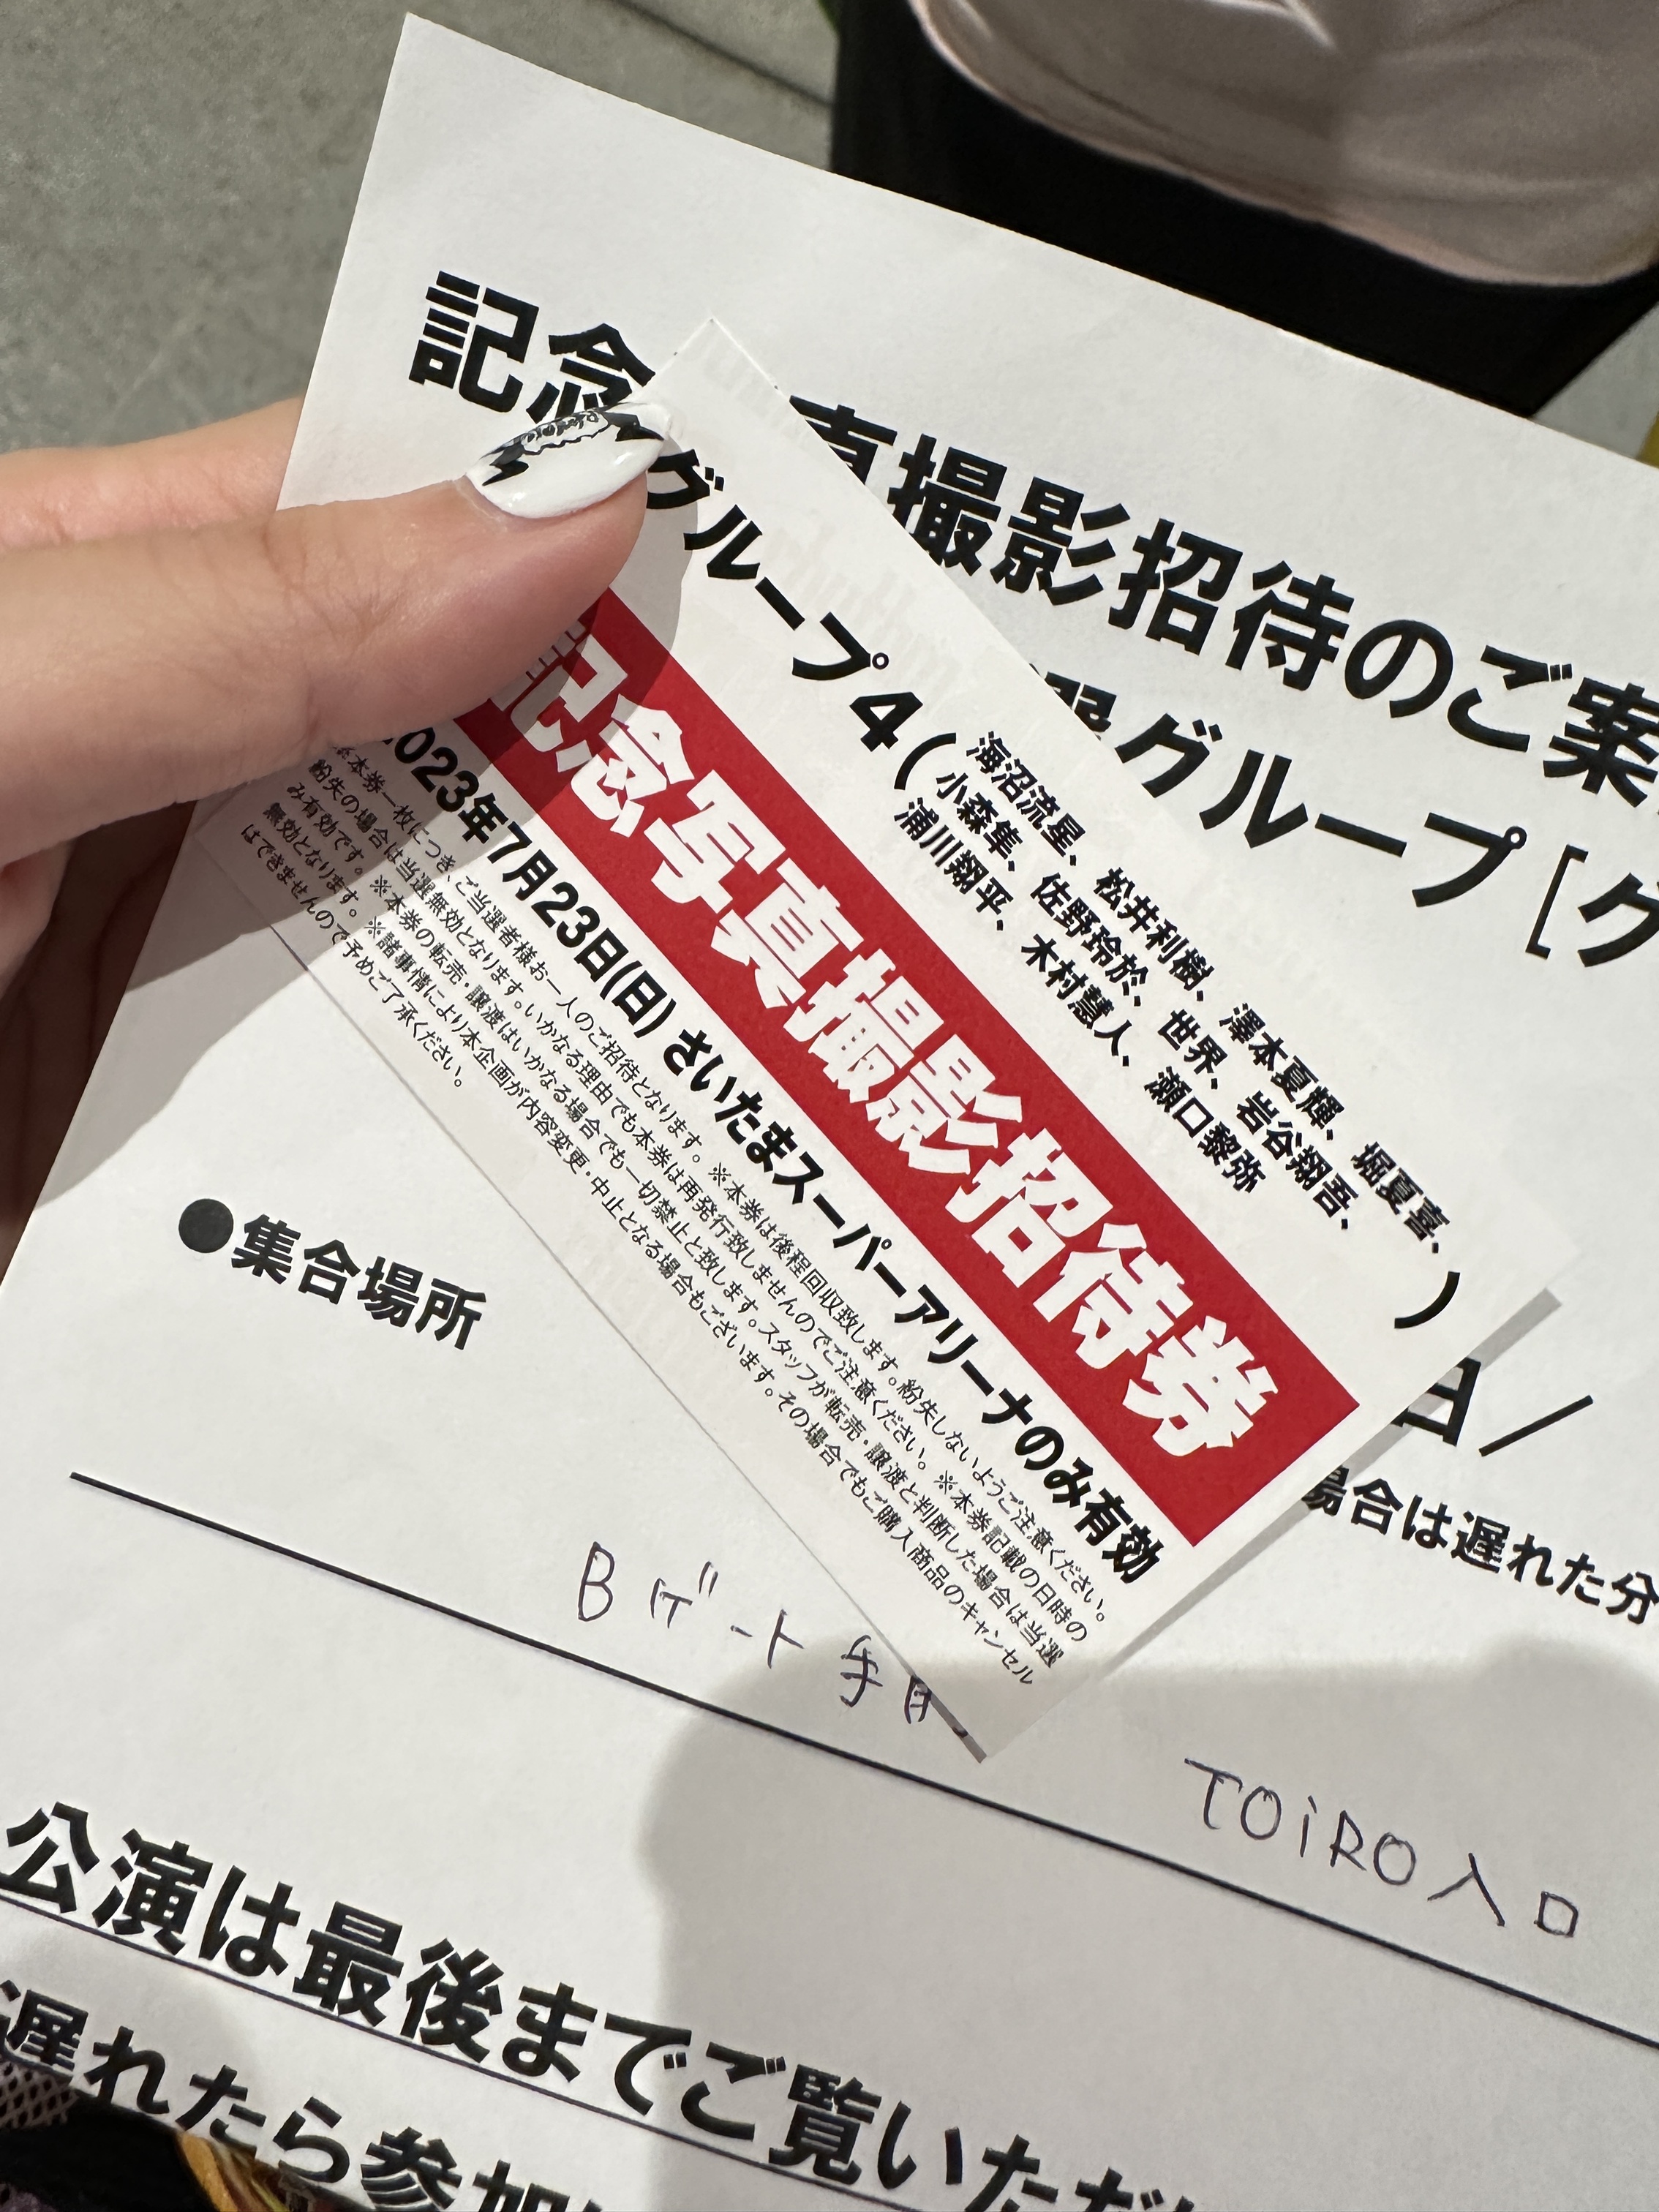 記念
真撮影招待のご案
グループ［グ
グループ4（海沼流星、松井利樹、澤本夏輝、堀夏喜、
小森隼、佐野玲於、世界、岩谷翔吾、
浦川翔平、木村慧人、瀬口黎弥）
記念写真撮影招待券
2023年7月23日(日) さいたまスーパーアリーナのみ有効
※本券一枚につき、ご当選者様お一人のご招待となります。※本券は後程回収致します。紛失しないようご注意ください。
紛失の場合は当選無効となります。いかなる理由でも本券は再発行致しませんのでご注意ください。※本券記載の日時の
み有効です。※本券の転売・譲渡はいかなる場合でも一切禁止と致します。スタッフが転売・譲渡と判断した場合は当選
無効となります。※諸事情により本企画が内容変更・中止となる場合もございます。その場合でもご購入商品のキャンセル
はできませんので予めご了承ください。
日/
場合は遅れた分
●集合場所
Bゲート 手前
TOiRO入口
公演は最後までご覧いただ
遅れたら参加